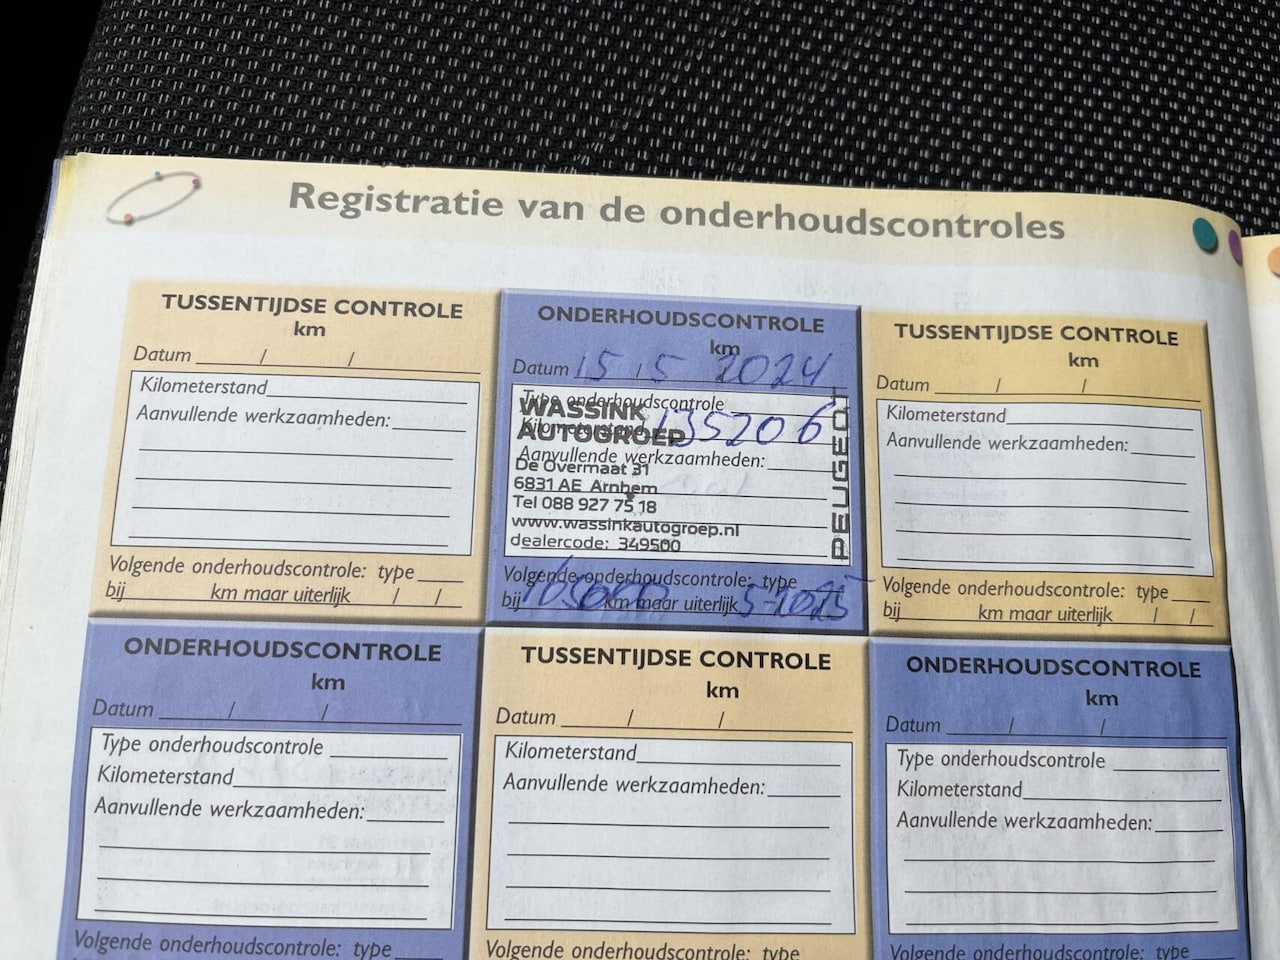 Registratie van de onderhoudscontroles
TUSSENTIJDSE CONTROLE
km
Datum / /
Kilometerstand
Aanvullende werkzaamheden:
Volgende onderhoudscontrole: type
bij km maar uiterlijk / /
ONDERHOUDSCONTROLE
km
Datum 15 / 5 2024
Type onderhoudscontrole
Kilometerstand 135206
Aanvullende werkzaamheden:
WASSINK
AUTOGROEP
De Overmaat 31
6831 AE Arnhem
Tel 088 927 75 18
www.wassinkautogroep.nl
dealercode: 349500
PEUGEOT
Volgende onderhoudscontrole: type
bij km maar uiterlijk 5-2025
TUSSENTIJDSE CONTROLE
km
Datum / /
Kilometerstand
Aanvullende werkzaamheden:
Volgende onderhoudscontrole: type
bij km maar uiterlijk / /
ONDERHOUDSCONTROLE
km
Datum / /
Type onderhoudscontrole
Kilometerstand
Aanvullende werkzaamheden:
Volgende onderhoudscontrole: type
TUSSENTIJDSE CONTROLE
km
Datum / /
Kilometerstand
Aanvullende werkzaamheden:
Volgende onderhoudscontrole: type
ONDERHOUDSCONTROLE
km
Datum / /
Type onderhoudscontrole
Kilometerstand
Aanvullende werkzaamheden:
Volgende onderhoudscontrole: type